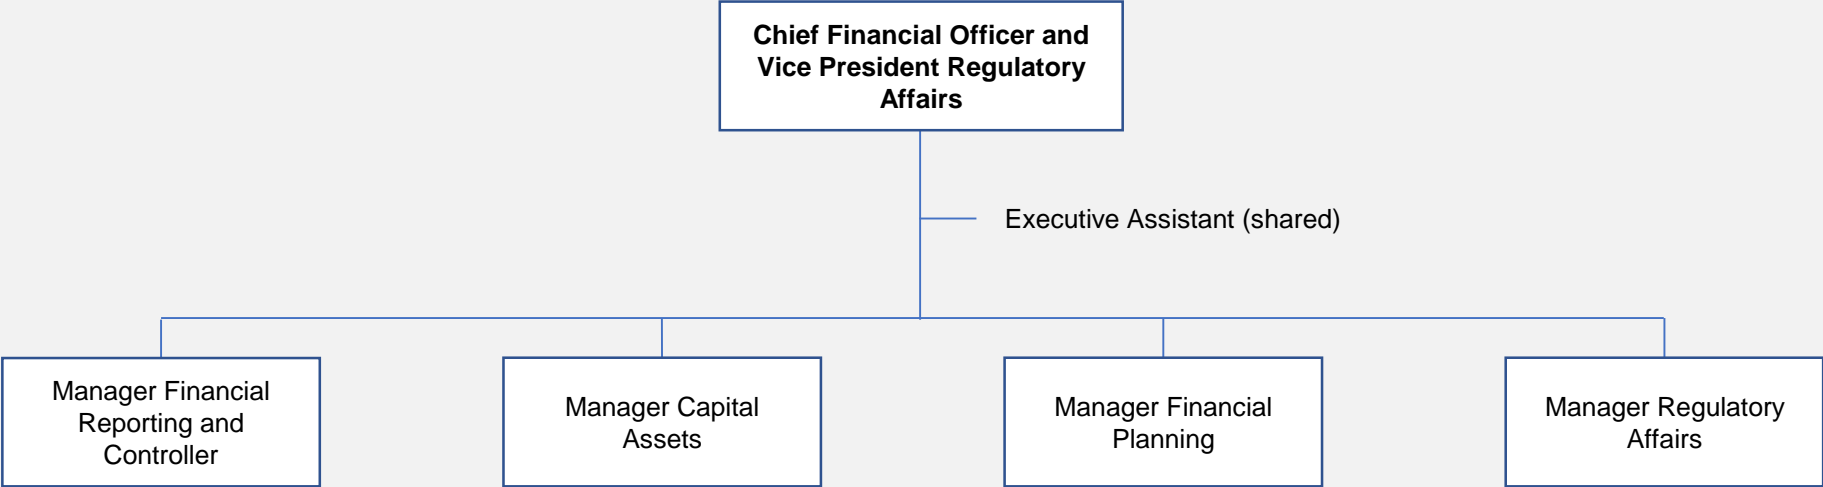 Chief Financial Officer and
Vice President Regulatory
Affairs
Executive Assistant (shared)
Manager Financial
Reporting and
Controller
Manager Capital
Assets
Manager Financial
Planning
Manager Regulatory
Affairs